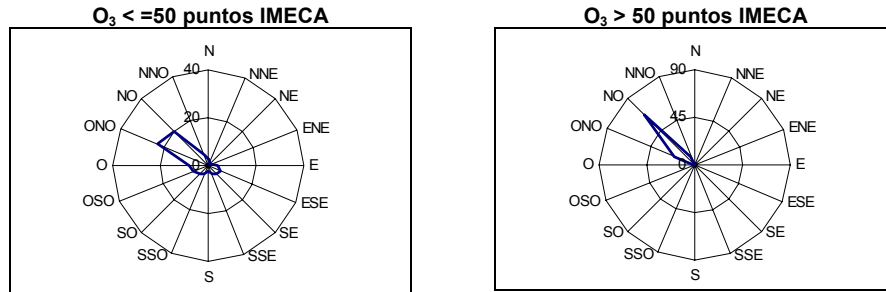 O₃ < =50 puntos IMECA
N
NNO
40
NNE
NO
NE
20
ONO
ENE
O
0
E
OSO
ESE
SO
SE
SSO
SSE
S
O₃ > 50 puntos IMECA
N
NNO
90
NNE
NO
NE
45
ONO
ENE
O
0
E
OSO
ESE
SO
SE
SSO
SSE
S